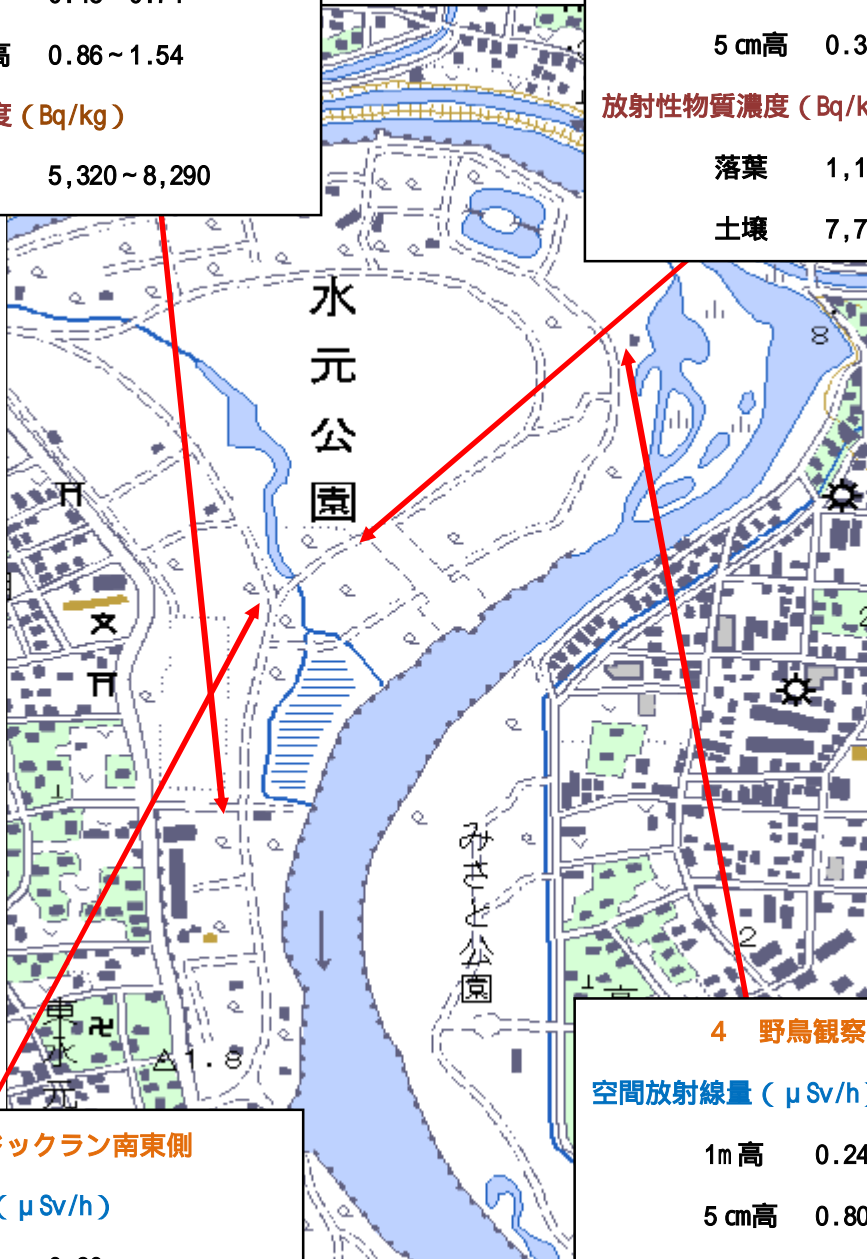 高 0.86~1.54
度(Bq/kg)
5,320~8,290
5㎝高 0.3
放射性物質濃度(Bq/k
落葉 1,1
土壌 7,7
水元公園
8
みさと公園
2
東水元
1.8
4 野鳥観察
空間放射線量(μSv/h)
1m高 0.24
5㎝高 0.80
ックラン南東側
(μSv/h)